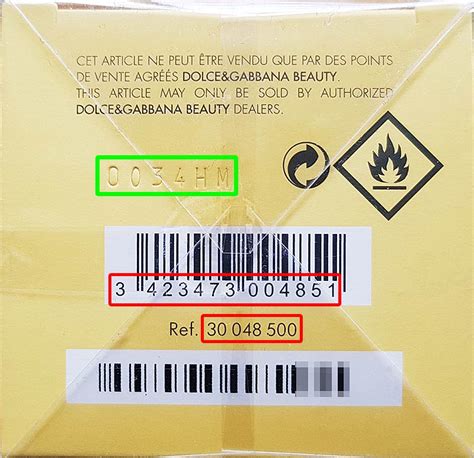 CET ARTICLE NE PEUT ÊTRE VENDU QUE PAR DES POINTS
DE VENTE AGRÉÉS DOLCE&GABBANA BEAUTY.
THIS ARTICLE MAY ONLY BE SOLD BY AUTHORIZED
DOLCE&GABBANA BEAUTY DEALERS.
0034HM
3 423473 004851
Ref. 30 048 500